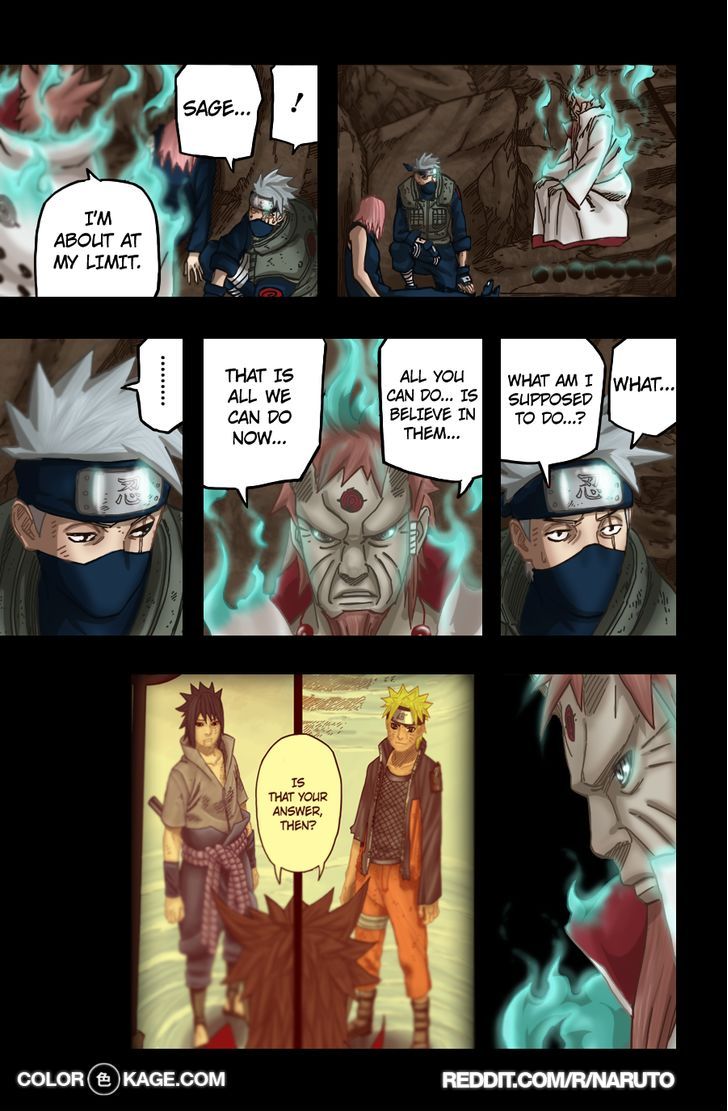 !
SAGE...
I'M
ABOUT AT
MY LIMIT.
WHAT...
WHAT AM I
SUPPOSED
TO DO...?
ALL YOU
CAN DO... IS
BELIEVE IN
THEM...
THAT IS
ALL WE
CAN DO
NOW...
.........
忍
忍
IS
THAT YOUR
ANSWER,
THEN?
COLOR 色 KAGE.COM
REDDIT.COM/R/NARUTO